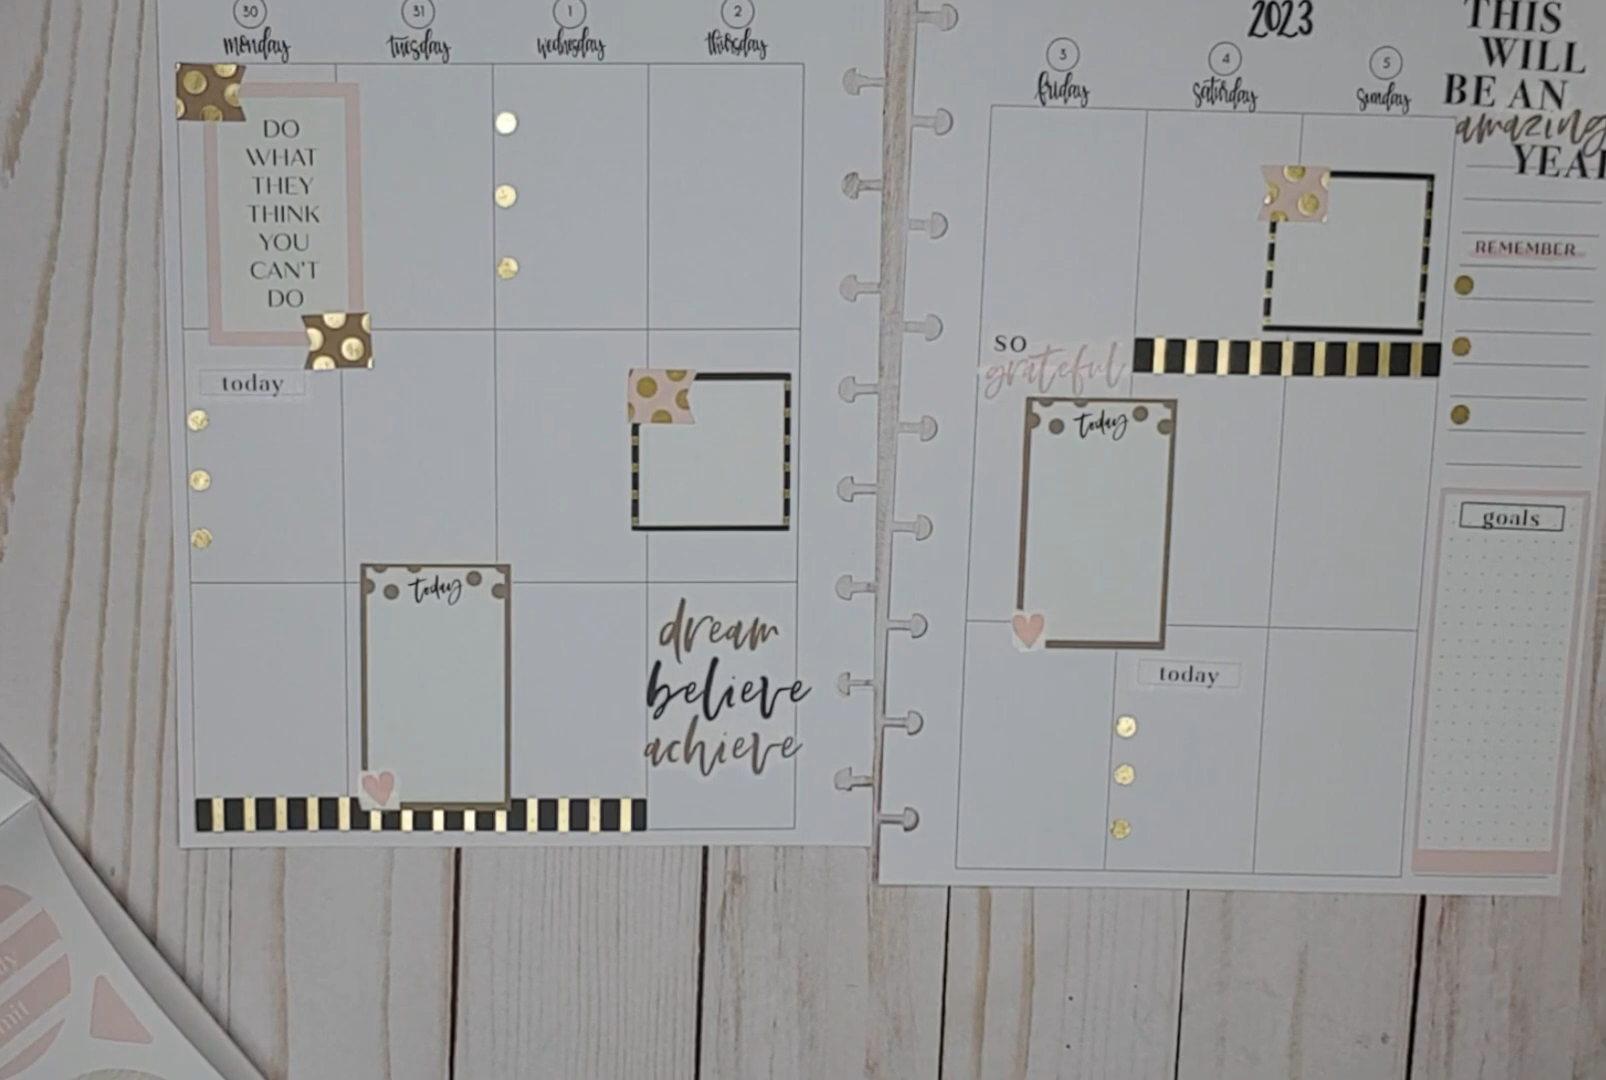 30
31
1
2
monday
tuesday
wednesday
thursday
DO
WHAT
THEY
THINK
YOU
CAN'T
DO
today
today
dream
believe
achieve
2023
3
4
5
friday
saturday
sunday
THIS
WILL
BE AN
amazing
YEAR
REMEMBER
SO
grateful
today
goals
today